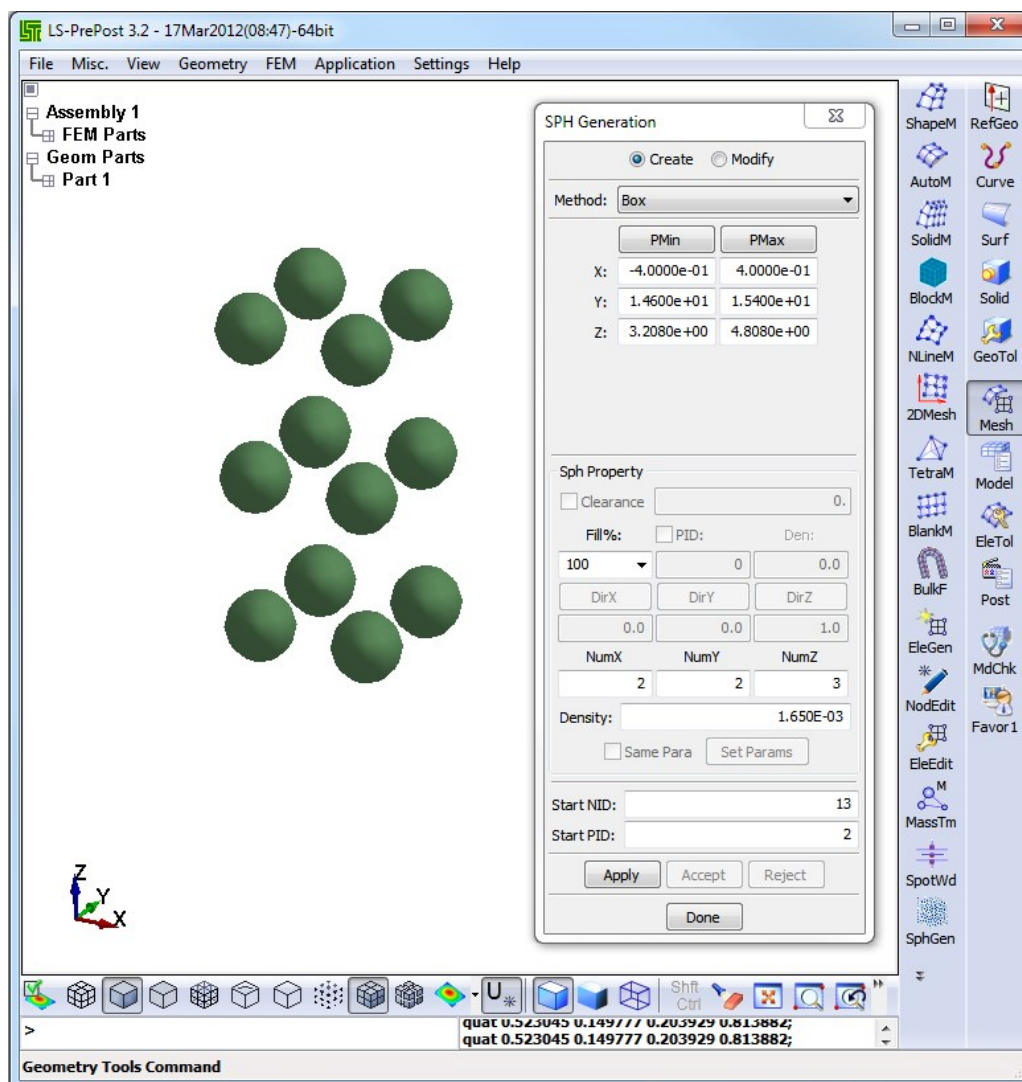 LS-PrePost 3.2 - 17Mar2012(08:47)-64bit
File Misc. View Geometry FEM Application Settings Help
Assembly 1
FEM Parts
Geom Parts
Part 1
Z
Y
X
SPH Generation
Create Modify
Method: Box
PMin PMax
X: -4.0000e-01 4.0000e-01
Y: 1.4600e+01 1.5400e+01
Z: 3.2080e+00 4.8080e+00
Sph Property
Clearance 0.
Fill%: PID: Den:
100 0 0.0
DirX DirY DirZ
0.0 0.0 1.0
NumX NumY NumZ
2 2 3
Density: 1.650E-03
Same Para Set Params
Start NID: 13
Start PID: 2
Apply Accept Reject
Done
ShapeM RefGeo
AutoM Curve
SolidM Surf
BlockM Solid
NLineM GeoTol
2DMesh Mesh
TetraM Model
BlankM EleTol
BulkF Post
EleGen MdChk
NodEdit Favor1
EleEdit
M
MassTm
SpotWd
SphGen
U* Shft
Ctrl
>
quat 0.523045 0.149777 0.203929 0.813882;
quat 0.523045 0.149777 0.203929 0.813882;
Geometry Tools Command